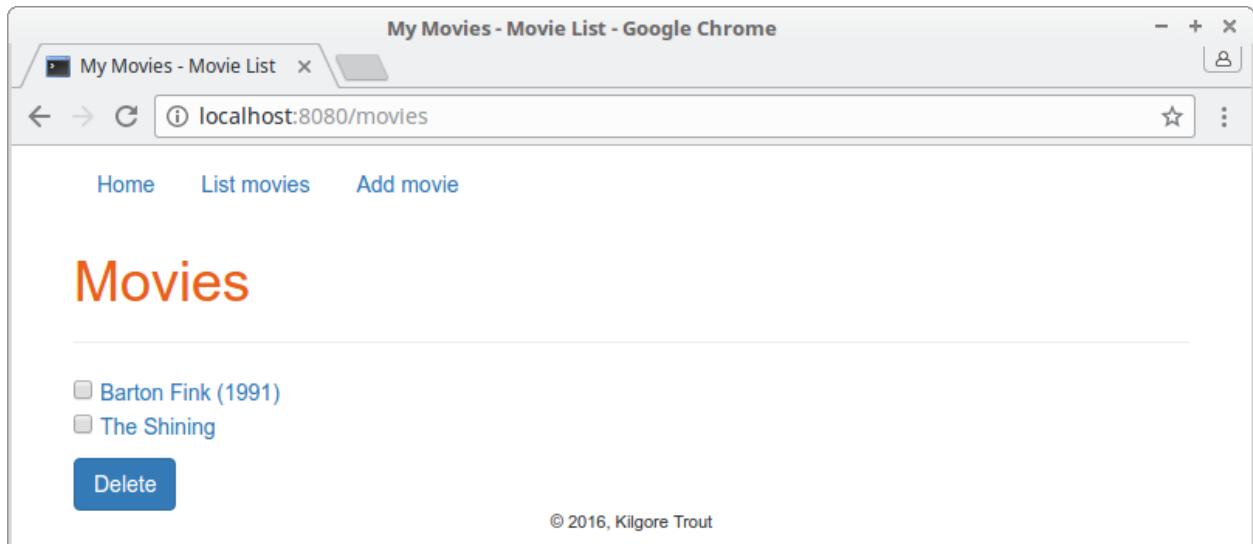 My Movies - Movie List - Google Chrome
My Movies - Movie List
localhost:8080/movies
Home List movies Add movie
Movies
Barton Fink (1991)
The Shining
Delete
© 2016, Kilgore Trout